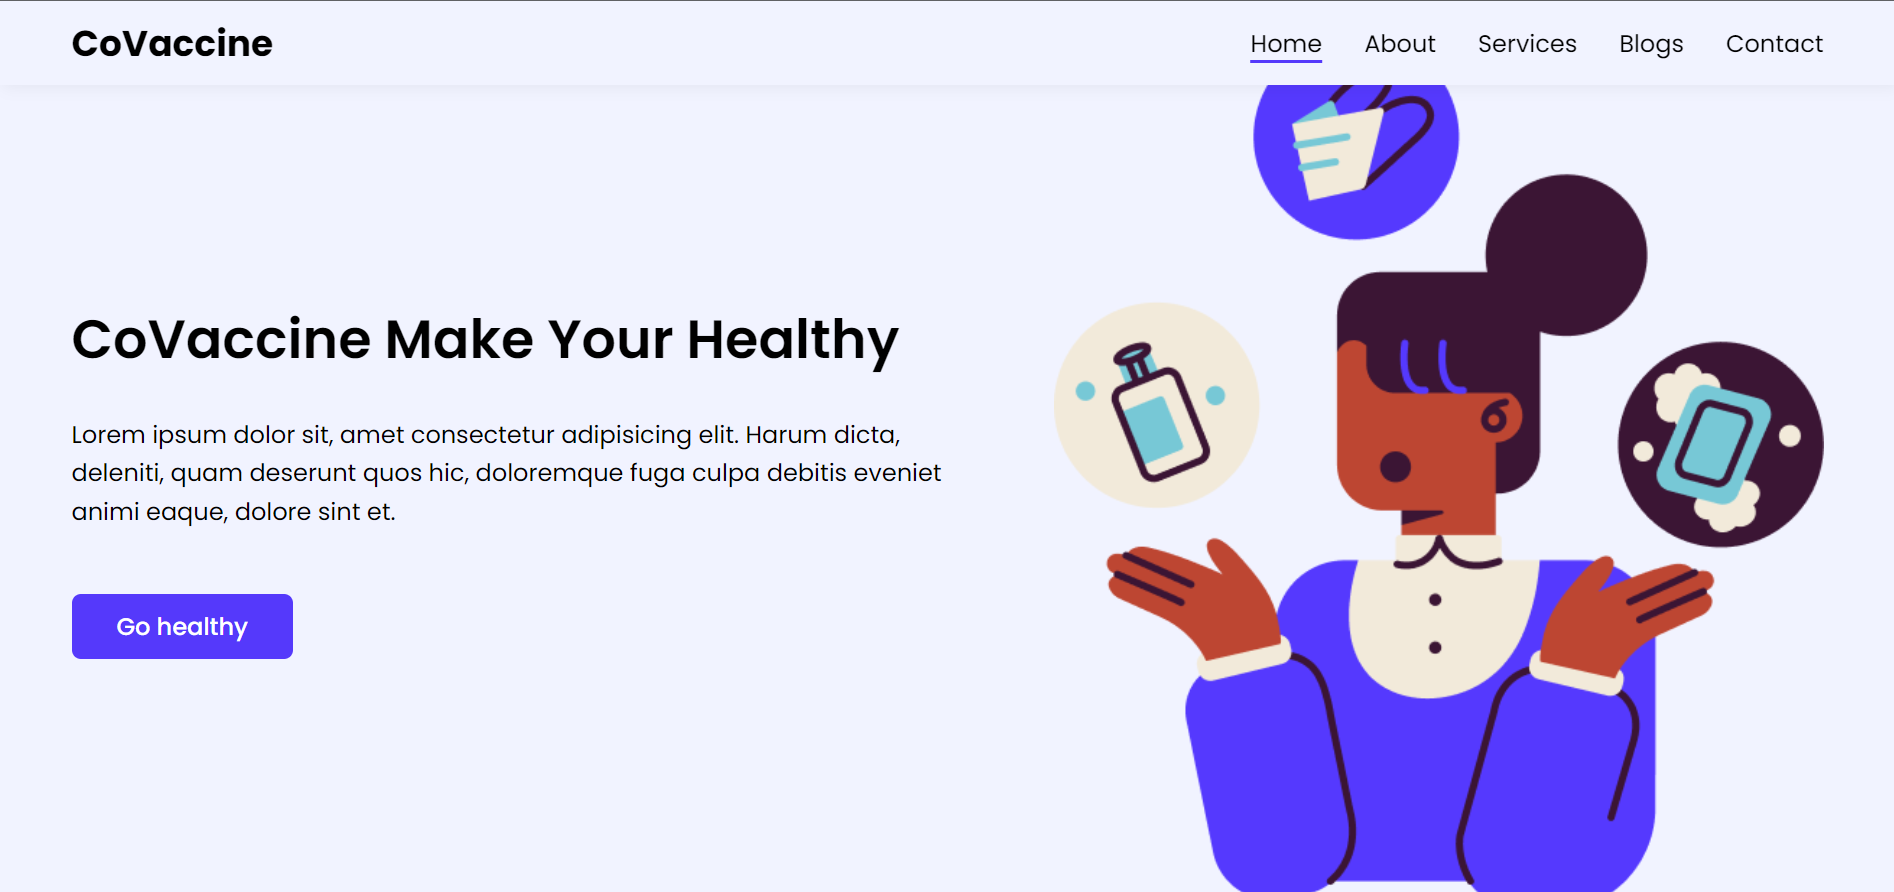 CoVaccine
Home About Services Blogs Contact
CoVaccine Make Your Healthy
Lorem ipsum dolor sit, amet consectetur adipisicing elit. Harum dicta,
deleniti, quam deserunt quos hic, doloremque fuga culpa debitis eveniet
animi eaque, dolore sint et.
Go healthy